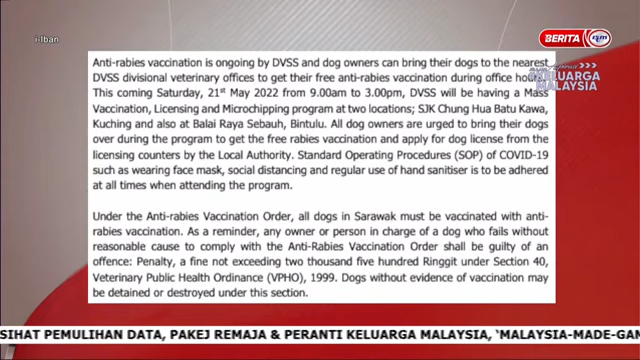 i-Iban
BERITA
#KELUARGA
MALAYSIA
Anti-rabies vaccination is ongoing by DVSS and dog owners can bring their dogs to the nearest
DVSS divisional veterinary offices to get their free anti-rabies vaccination during office
This coming Saturday, 21st May 2022 from 9.00am to 3.00pm, DVSS will be having a Mass
Vaccination, Licensing and Microchipping program at two locations; SJK Chung Hua Batu Kawa,
Kuching and also at Balai Raya Sebauh, Bintulu. All dog owners are urged to bring their dogs
over during the program to get the free rabies vaccination and apply for dog license from the
licensing counters by the Local Authority. Standard Operating Procedures (SOP) of COVID-19
such as wearing face mask, social distancing and regular use of hand sanitiser is to be adhered
at all times when attending the program.
Under the Anti-rabies Vaccination Order, all dogs in Sarawak must be vaccinated with anti-
rabies vaccination. As a reminder, any owner or person in charge of a dog who fails without
reasonable cause to comply with the Anti-Rabies Vaccination Order shall be guilty of an
offence: Penalty, a fine not exceeding two thousand five hundred Ringgit under Section 40,
Veterinary Public Health Ordinance (VPHO), 1999. Dogs without evidence of vaccination may
be detained or destroyed under this section.
SIHAT PEMULIHAN DATA, PAKEJ REMAJA & PERANTI KELUARGA MALAYSIA, 'MALAYSIA-MADE-GAM